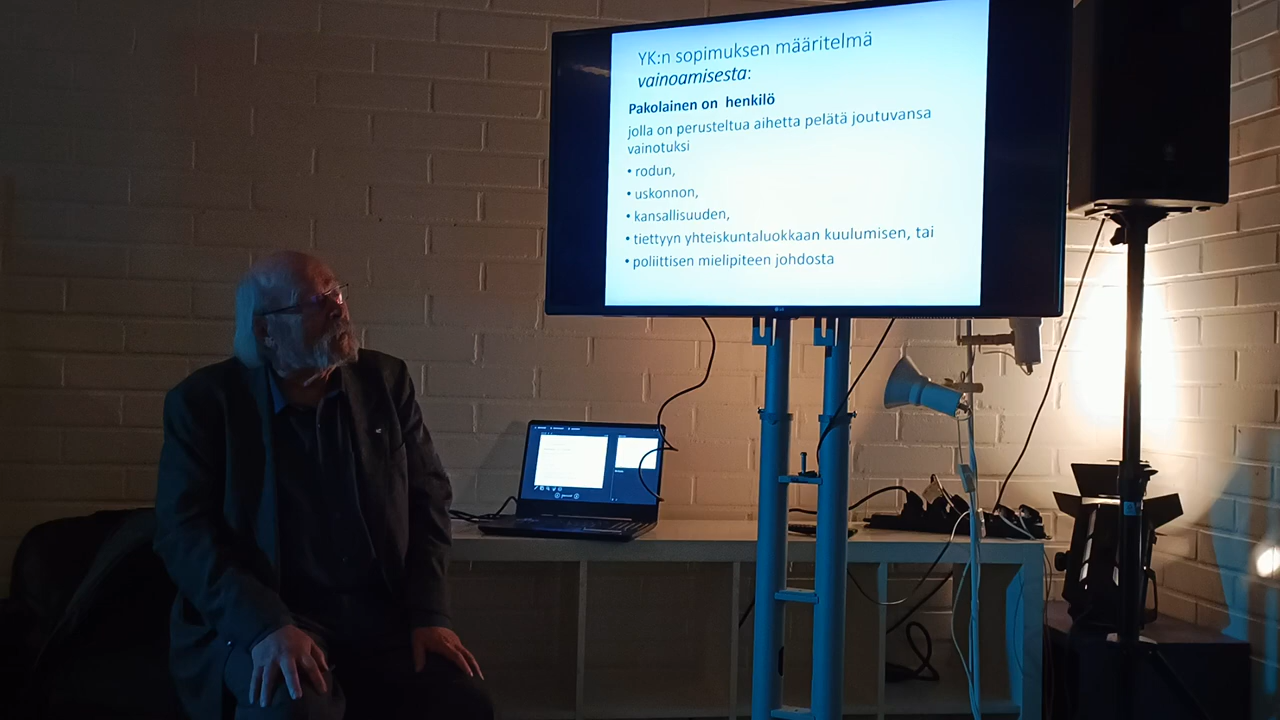 YK:n sopimuksen määritelmä
vainoamisesta:
Pakolainen on henkilö
jolla on perusteltua aihetta pelätä joutuvansa
vainotuksi
• rodun,
• uskonnon,
• kansallisuuden,
• tiettyyn yhteiskuntaluokkaan kuulumisen, tai
• poliittisen mielipiteen johdosta
LG